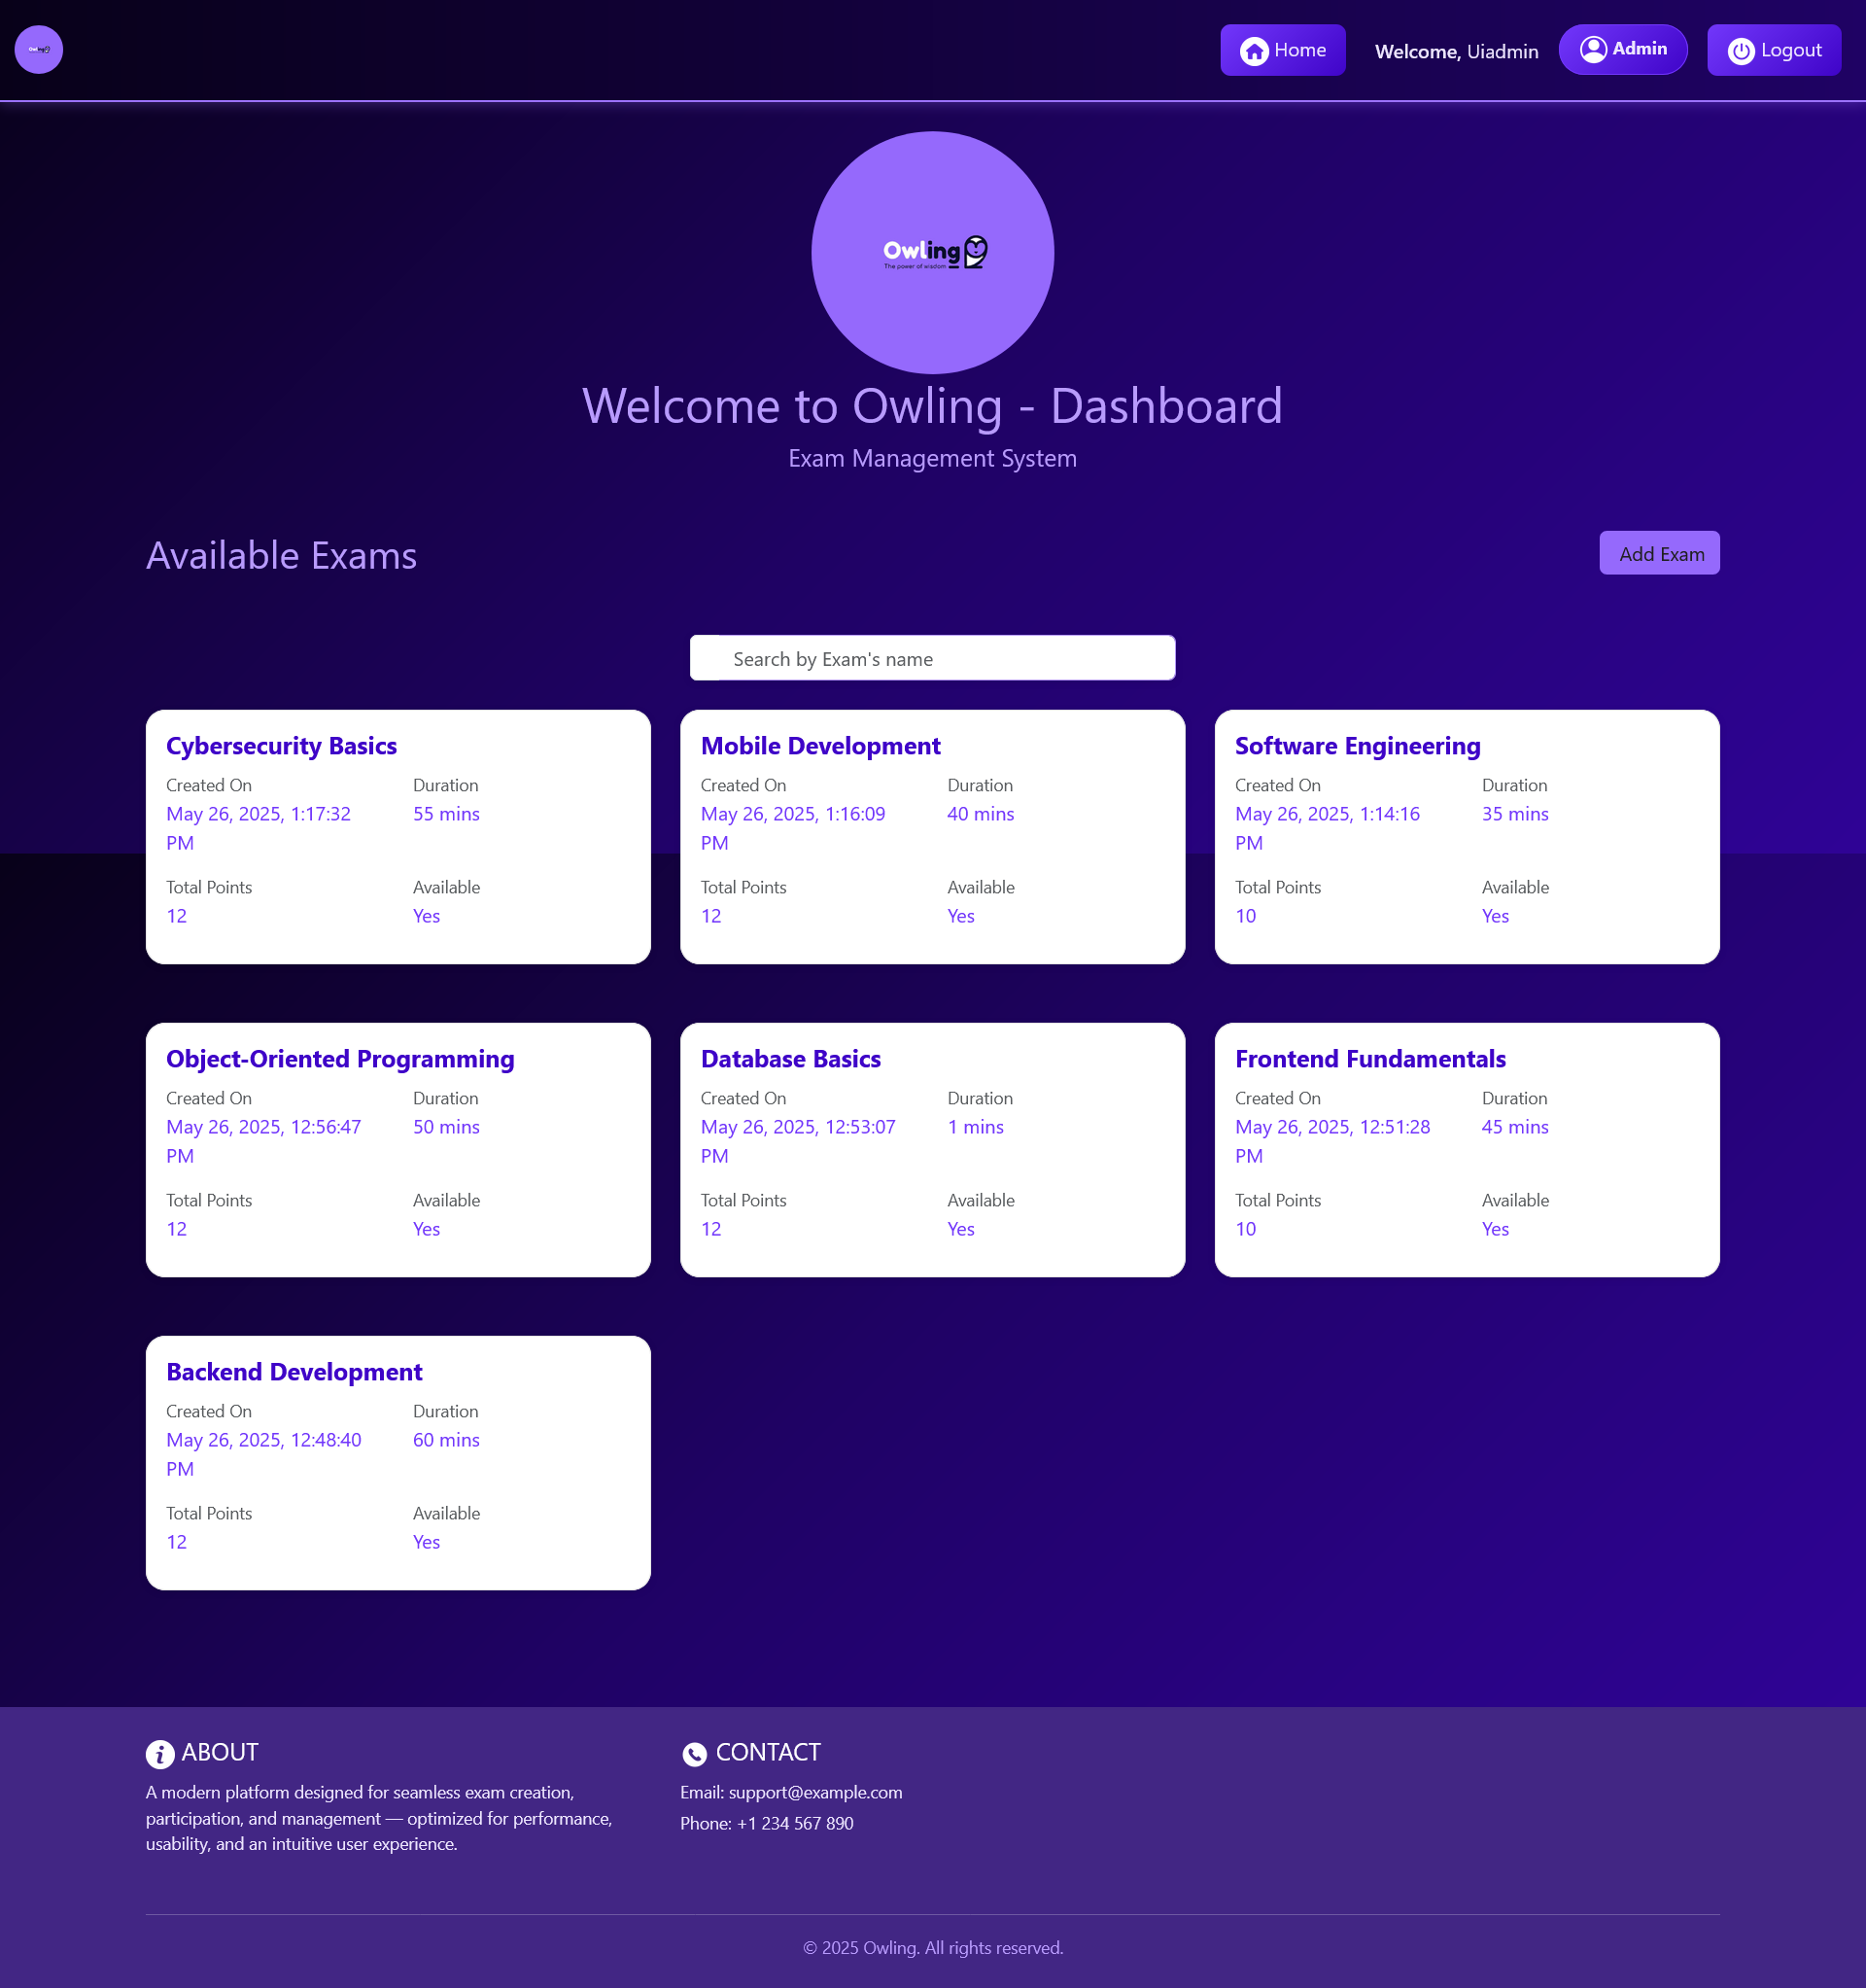 Owling
Home
Welcome, Uiadmin
Admin
Logout
Owling
The power of wisdom
Welcome to Owling - Dashboard
Exam Management System
Available Exams
Add Exam
Search by Exam's name
Cybersecurity Basics
Created On
Duration
May 26, 2025, 1:17:32
PM
55 mins
Total Points
Available
12
Yes
Mobile Development
Created On
Duration
May 26, 2025, 1:16:09
PM
40 mins
Total Points
Available
12
Yes
Software Engineering
Created On
Duration
May 26, 2025, 1:14:16
PM
35 mins
Total Points
Available
10
Yes
Object-Oriented Programming
Created On
Duration
May 26, 2025, 12:56:47
PM
50 mins
Total Points
Available
12
Yes
Database Basics
Created On
Duration
May 26, 2025, 12:53:07
PM
1 mins
Total Points
Available
12
Yes
Frontend Fundamentals
Created On
Duration
May 26, 2025, 12:51:28
PM
45 mins
Total Points
Available
10
Yes
Backend Development
Created On
Duration
May 26, 2025, 12:48:40
PM
60 mins
Total Points
Available
12
Yes
ABOUT
A modern platform designed for seamless exam creation,
participation, and management — optimized for performance,
usability, and an intuitive user experience.
CONTACT
Email: support@example.com
Phone: +1 234 567 890
© 2025 Owling. All rights reserved.